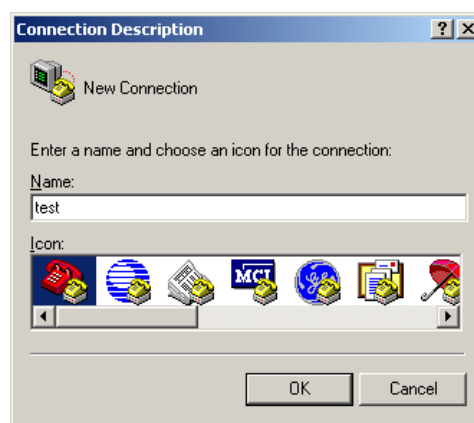 Connection Description
New Connection
Enter a name and choose an icon for the connection:
Name:
test
Icon:
MCI
OK
Cancel